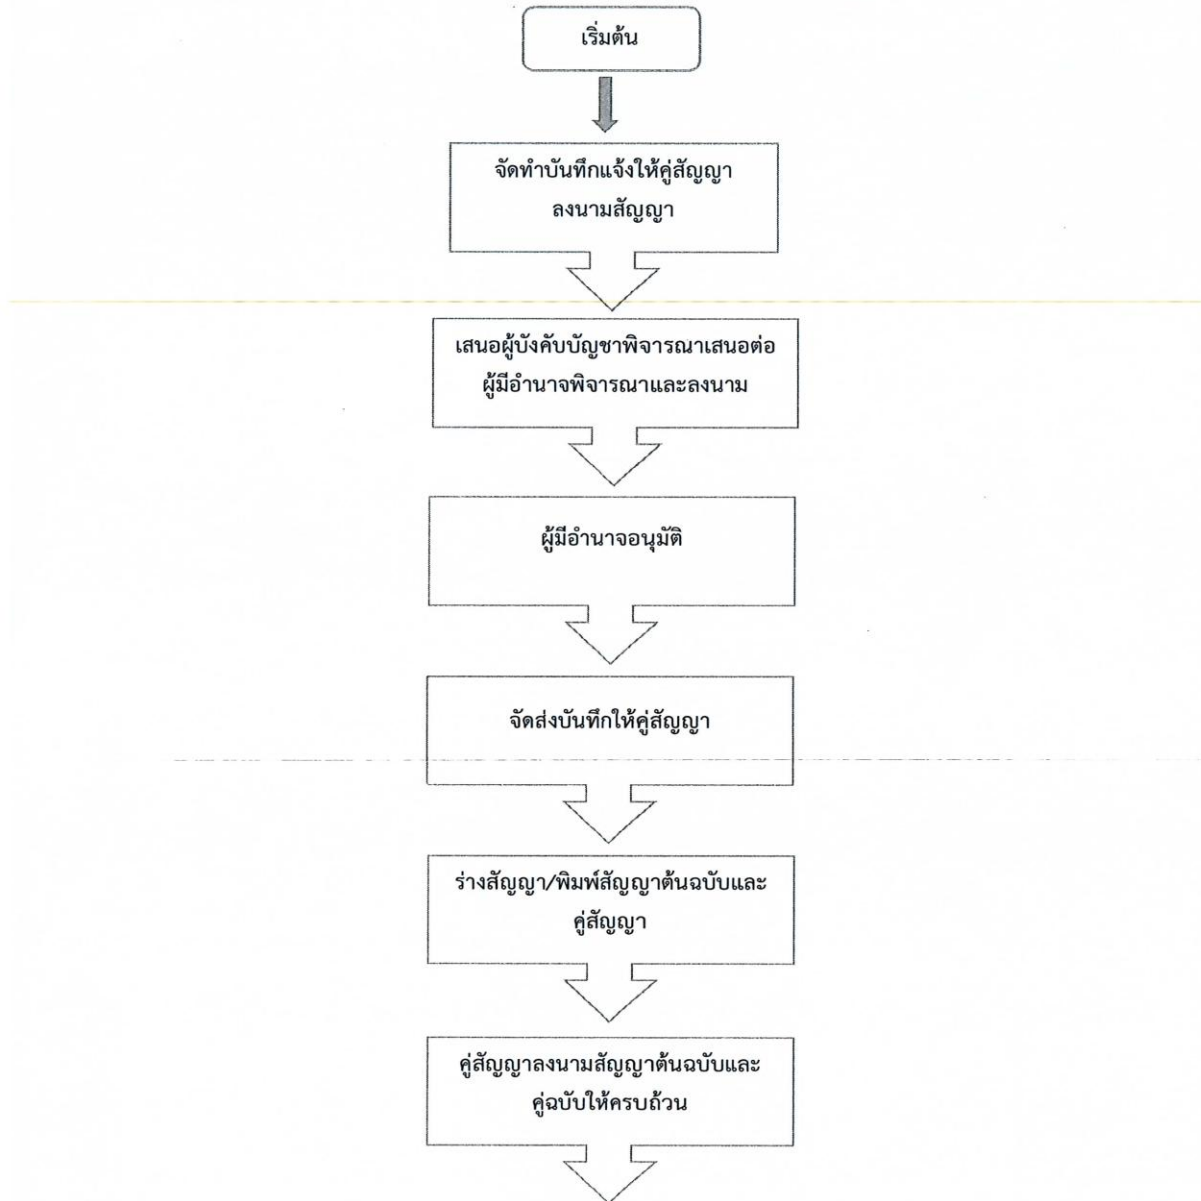 เริ่มต้น
จัดทำบันทึกแจ้งให้คู่สัญญา
ลงนามสัญญา
เสนอผู้บังคับบัญชาพิจารณาเสนอต่อ
ผู้มีอำนาจพิจารณาและลงนาม
ผู้มีอำนาจอนุมัติ
จัดส่งบันทึกให้คู่สัญญา
ร่างสัญญา/พิมพ์สัญญาต้นฉบับและ
คู่สัญญา
คู่สัญญาลงนามสัญญาต้นฉบับและ
คู่ฉบับให้ครบถ้วน